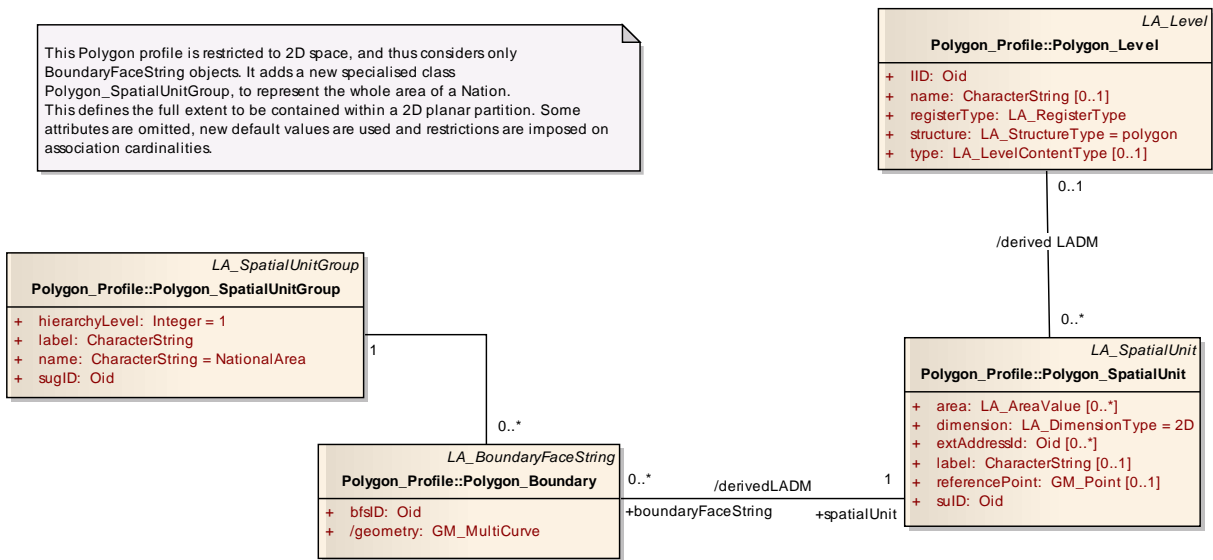 This Polygon profile is restricted to 2D space, and thus considers only
BoundaryFaceString objects. It adds a new specialised class
Polygon_SpatialUnitGroup, to represent the whole area of a Nation.
This defines the full extent to be contained within a 2D planar partition. Some
attributes are omitted, new default values are used and restrictions are imposed on
association cardinalities.
LA_Level
Polygon_Profile::Polygon_Level
+ lID: Oid
+ name: CharacterString [0..1]
+ registerType: LA_RegisterType
+ structure: LA_StructureType = polygon
+ type: LA_LevelContentType [0..1]
0..1
/derived LADM
0..*
LA_SpatialUnitGroup
Polygon_Profile::Polygon_SpatialUnitGroup
+ hierarchyLevel: Integer = 1
+ label: CharacterString
+ name: CharacterString = NationalArea
+ sugID: Oid
1
0..*
LA_BoundaryFaceString
Polygon_Profile::Polygon_Boundary
+ bfsID: Oid
+ /geometry: GM_MultiCurve
0..*
+boundaryFaceString
/derivedLADM
1
+spatialUnit
LA_SpatialUnit
Polygon_Profile::Polygon_SpatialUnit
+ area: LA_AreaValue [0..*]
+ dimension: LA_DimensionType = 2D
+ extAddressId: Oid [0..*]
+ label: CharacterString [0..1]
+ referencePoint: GM_Point [0..1]
+ suID: Oid